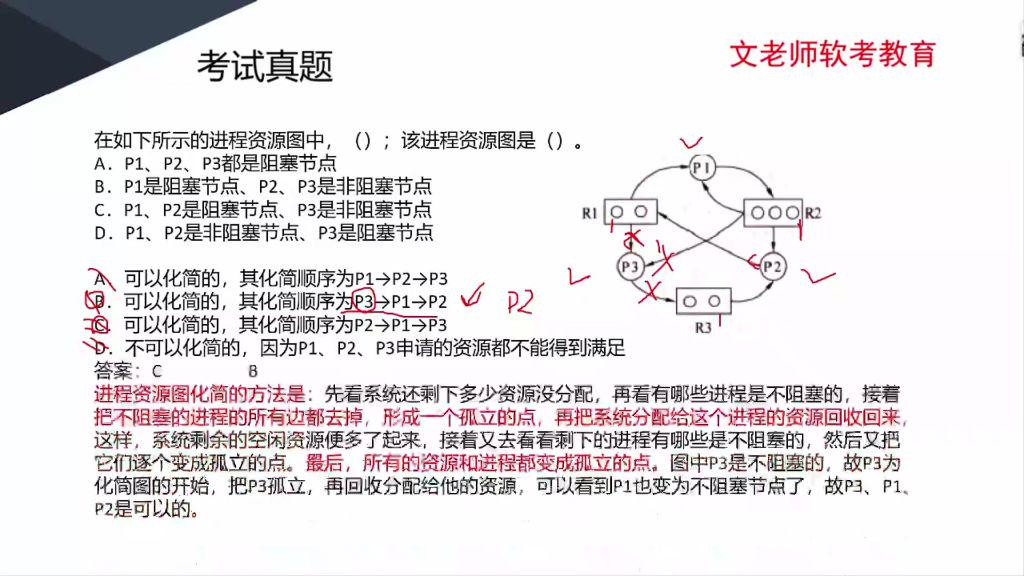 考试真题
文老师软考教育
在如下所示的进程资源图中，（）；该进程资源图是（）。
A．P1、P2、P3都是阻塞节点
B．P1是阻塞节点、P2、P3是非阻塞节点
C．P1、P2是阻塞节点、P3是非阻塞节点
D．P1、P2是非阻塞节点、P3是阻塞节点
A．可以化简的，其化简顺序为P1→P2→P3
B．可以化简的，其化简顺序为P3→P1→P2
C．可以化简的，其化简顺序为P2→P1→P3
D．不可以化简的，因为P1、P2、P3申请的资源都不能得到满足
P2
P1
R1
R2
P3
P2
R3
答案：C B
进程资源图化简的方法是：先看系统还剩下多少资源没分配，再看有哪些进程是不阻塞的，接着
把不阻塞的进程的所有边都去掉，形成一个孤立的点，再把系统分配给这个进程的资源回收回来，
这样，系统剩余的空闲资源便多了起来，接着又去看看剩下的进程有哪些是不阻塞的，然后又把
它们逐个变成孤立的点。最后，所有的资源和进程都变成孤立的点。图中P3是不阻塞的，故P3为
化简图的开始，把P3孤立，再回收分配给他的资源，可以看到P1也变为不阻塞节点了，故P3、P1、
P2是可以的。